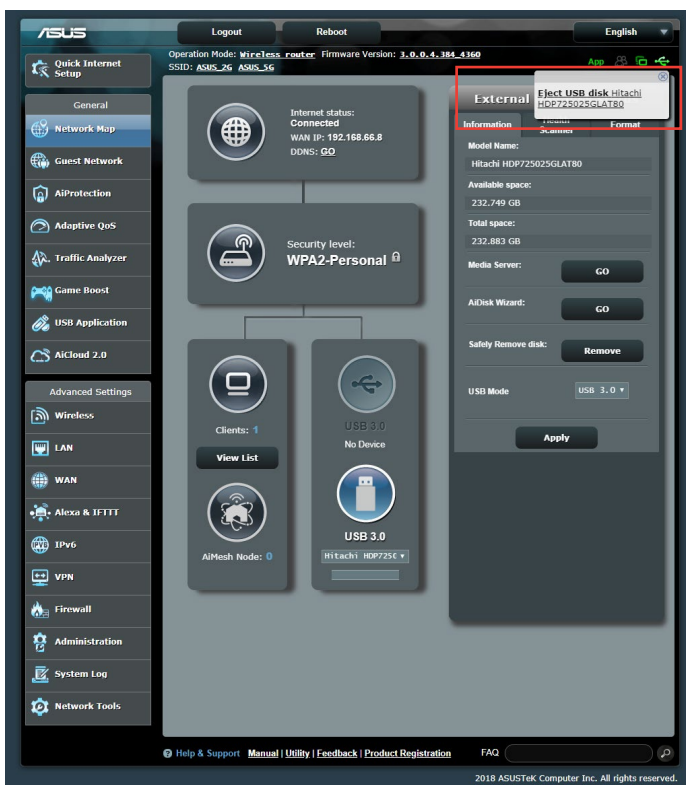 ASUS
Logout
Reboot
English
Quick Internet
Setup
Operation Mode: Wireless router Firmware Version: 3.0.0.4.384_4360
SSID: ASUS_2G ASUS_5G
App
General
Network Map
Guest Network
AiProtection
Adaptive QoS
Traffic Analyzer
Game Boost
USB Application
AiCloud 2.0
Advanced Settings
Wireless
LAN
WAN
Alexa & IFTTT
IPv6
VPN
Firewall
Administration
System Log
Network Tools
Internet status:
Connected
WAN IP: 192.168.66.8
DDNS: GO
Security level:
WPA2-Personal
Clients: 1
View List
AiMesh Node: 0
USB 3.0
No Device
USB 3.0
Hitachi HDP725
Eject USB disk Hitachi
HDP725025GLAT80
External
Information
Scanner
Format
Model Name:
Hitachi HDP725025GLAT80
Available space:
232.749 GB
Total space:
232.883 GB
Media Server:
GO
AiDisk Wizard:
GO
Safely Remove disk:
Remove
USB Mode
USB 3.0
Apply
Help & Support Manual | Utility | Feedback | Product Registration
FAQ
2018 ASUSTeK Computer Inc. All rights reserved.